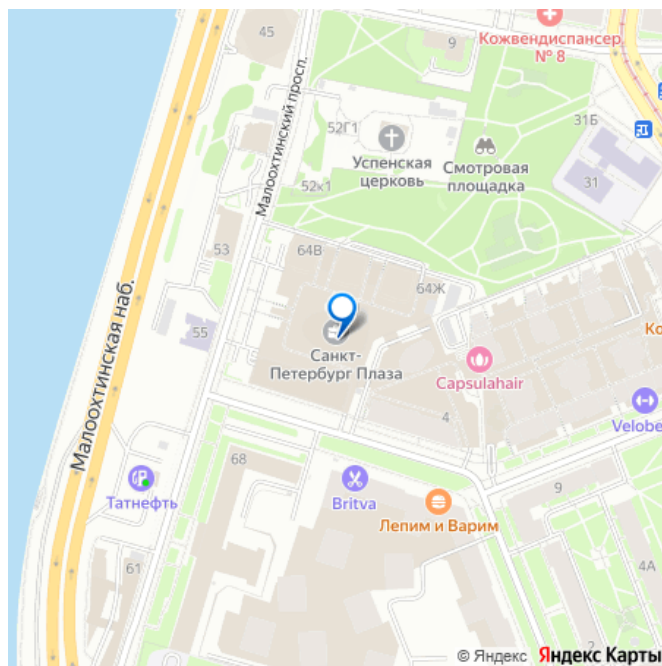 45
9
Кожвендиспансер
№ 8
Малоохтинский просп.
52Г1
Успенская
церковь
Смотровая
площадка
31Б
31
52к1
53
64В
64Ж
55
Санкт-
Петербург Плаза
Ко
Capsulahair
4
Velobe
Малоохтинская наб.
68
Татнефть
Britva
Лепим и Варим
9
61
4А
2
© Яндекс Яндекс Карты